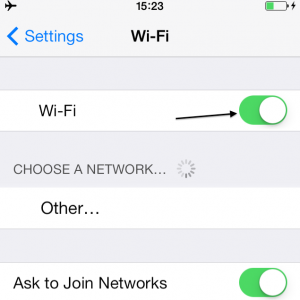 15:23
Settings
Wi-Fi
Wi-Fi
CHOOSE A NETWORK...
Other...
Ask to Join Networks